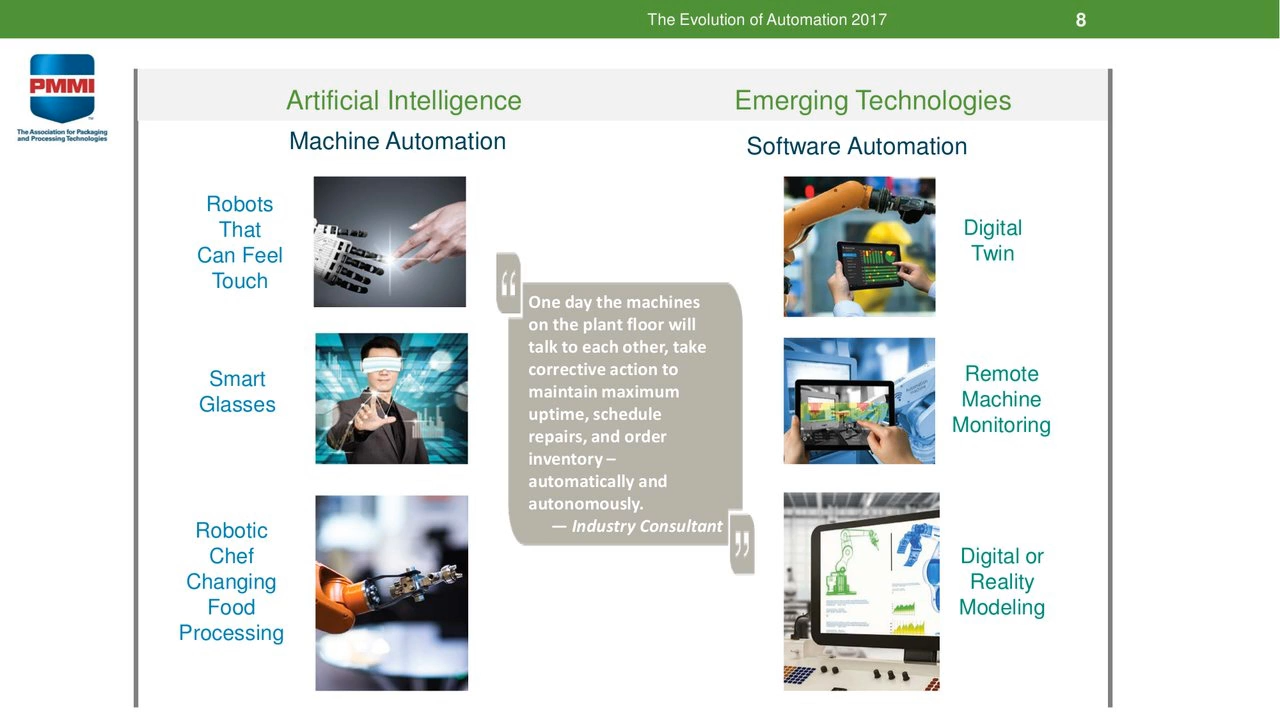 The Evolution of Automation 2017
8
PMMI
The Association for Packaging
and Processing Technologies
Artificial Intelligence
Machine Automation
Robots
That
Can Feel
Touch
Smart
Glasses
Robotic
Chef
Changing
Food
Processing
“
One day the machines
on the plant floor will
talk to each other, take
corrective action to
maintain maximum
uptime, schedule
repairs, and order
inventory –
automatically and
autonomously.
— Industry Consultant
”
Emerging Technologies
Software Automation
Digital
Twin
Automation
machine
Remote
Machine
Monitoring
Digital or
Reality
Modeling